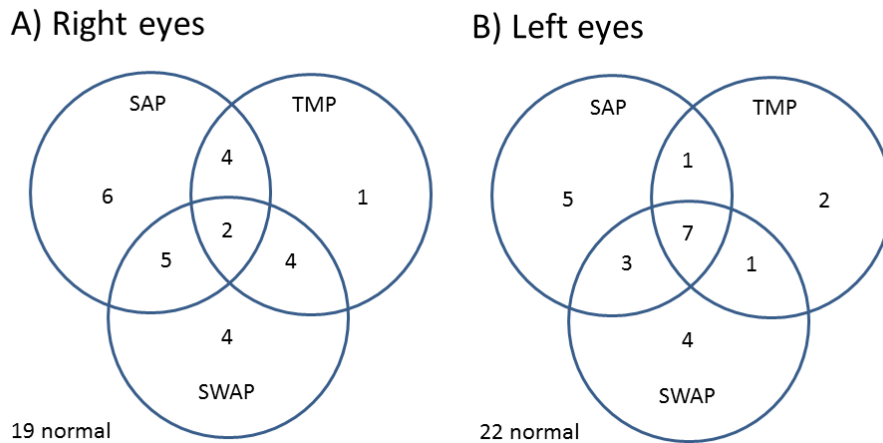 A) Right eyes
SAP
TMP
4
6
1
2
5
4
4
SWAP
19 normal
B) Left eyes
SAP
TMP
1
5
2
7
3
1
4
SWAP
22 normal